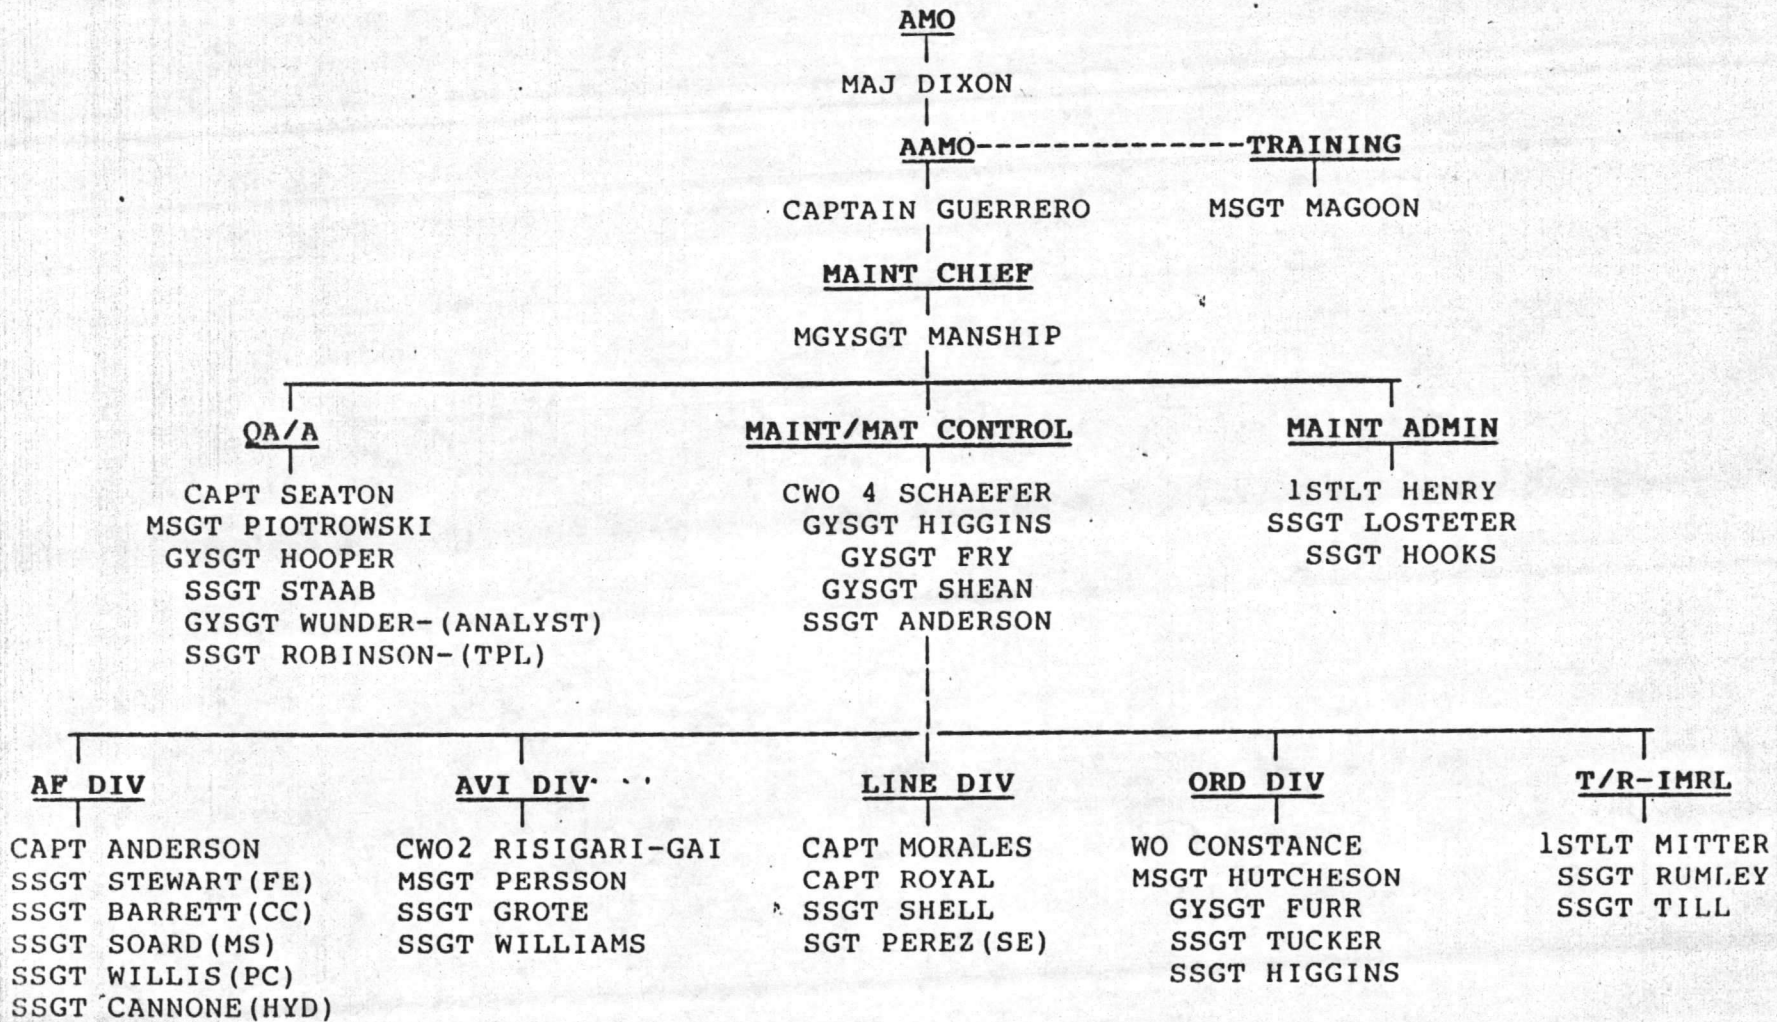 AMO
MAJ DIXON
AAMO--------------TRAINING
CAPTAIN GUERRERO MSGT MAGOON
MAINT CHIEF
MGYSGT MANSHIP
QA/A MAINT/MAT CONTROL MAINT ADMIN
CAPT SEATON CWO 4 SCHAEFER 1STLT HENRY
MSGT PIOTROWSKI GYSGT HIGGINS SSGT LOSTETER
GYSGT HOOPER GYSGT FRY SSGT HOOKS
SSGT STAAB GYSGT SHEAN
GYSGT WUNDER-(ANALYST) SSGT ANDERSON
SSGT ROBINSON-(TPL)
AF DIV AVI DIV LINE DIV ORD DIV T/R-IMRL
CAPT ANDERSON CWO2 RISIGARI-GAI CAPT MORALES WO CONSTANCE 1STLT MITTER
SSGT STEWART(FE) MSGT PERSSON CAPT ROYAL MSGT HUTCHESON SSGT RUMLEY
SSGT BARRETT(CC) SSGT GROTE SSGT SHELL GYSGT FURR SSGT TILL
SSGT SOARD(MS) SSGT WILLIAMS SGT PEREZ(SE) SSGT TUCKER
SSGT WILLIS(PC) SSGT HIGGINS
SSGT CANNONE(HYD)